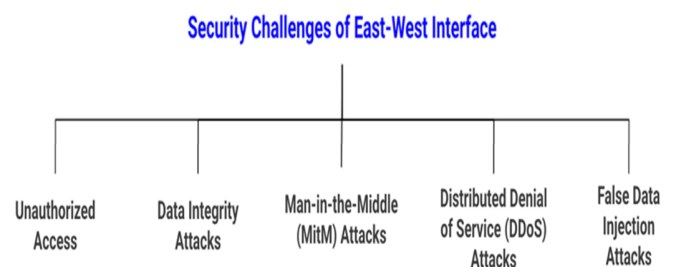 Security Challenges of East-West Interface
Unauthorized
Access
Data Integrity
Attacks
Man-in-the-Middle
(MitM) Attacks
Distributed Denial
of Service (DDoS)
Attacks
False Data
Injection
Attacks